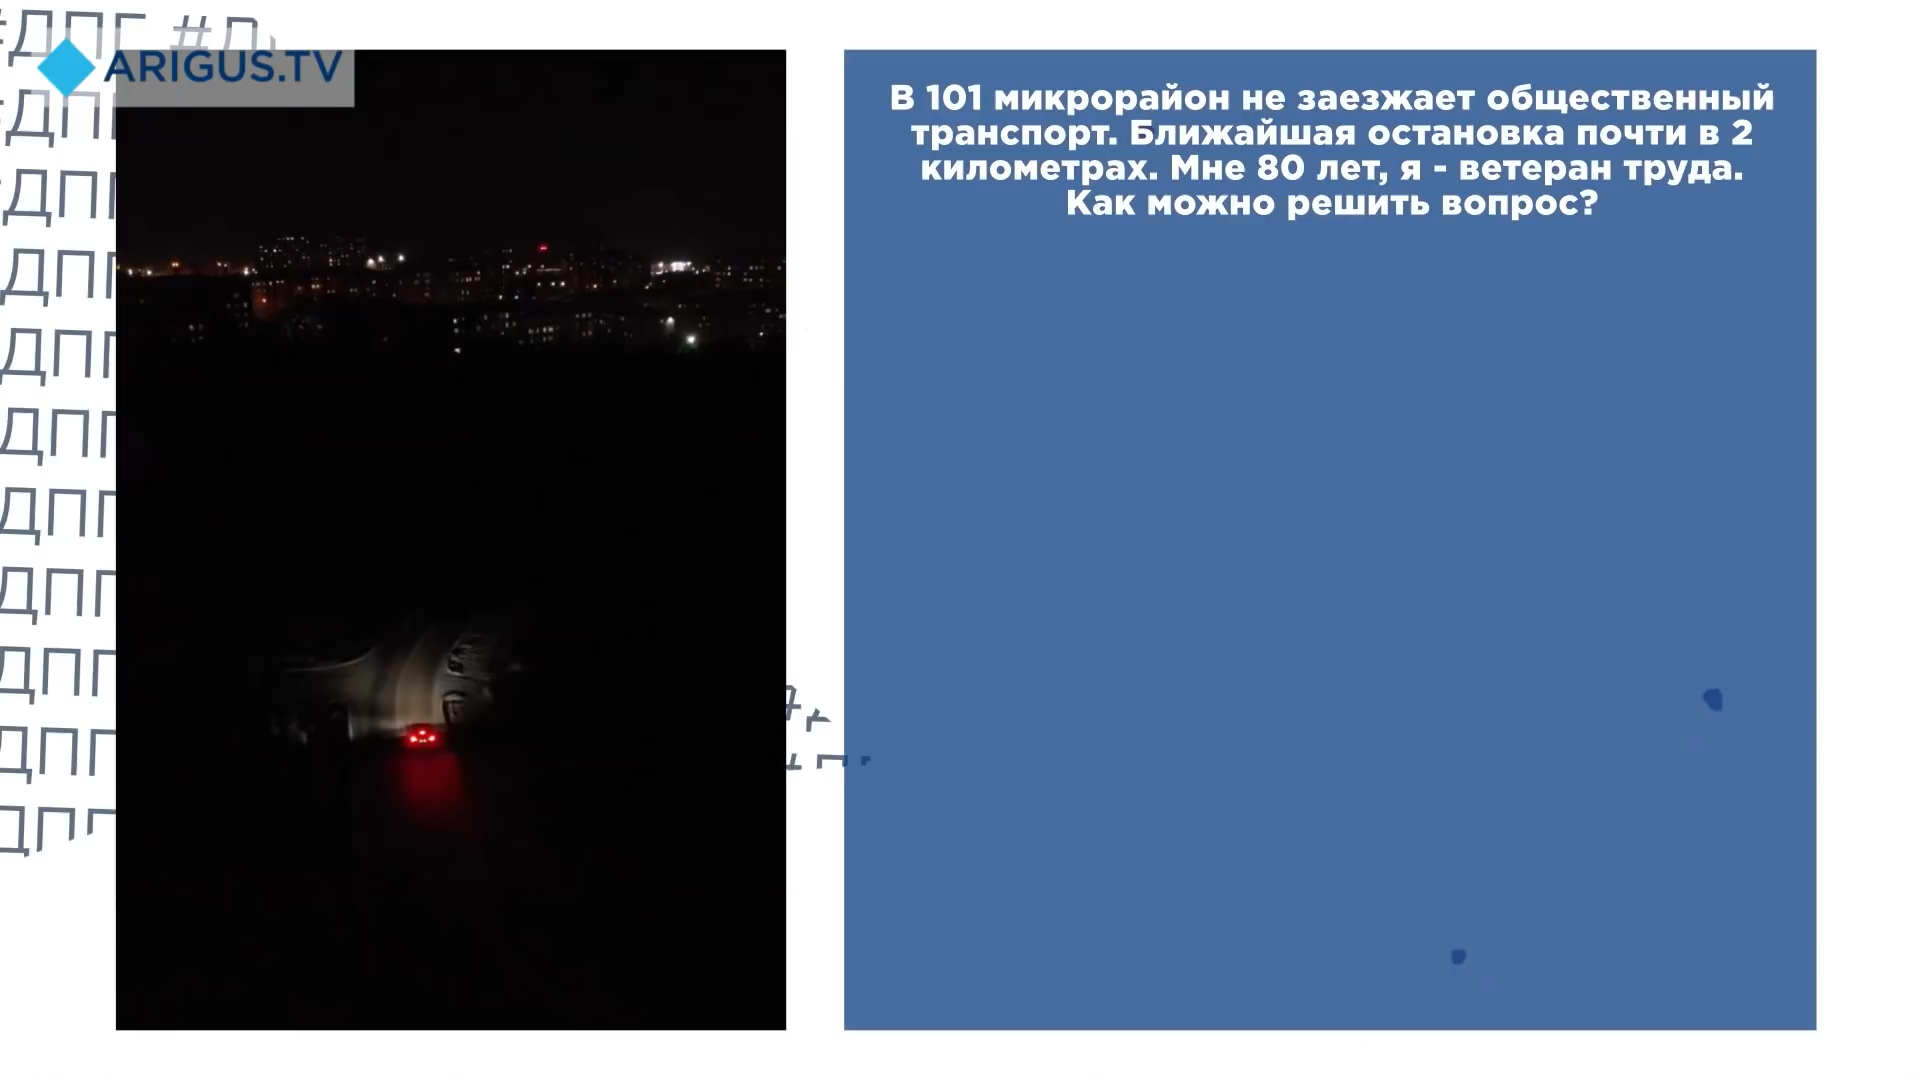 ARIGUS.TV
В 101 микрорайон не заезжает общественный
транспорт. Ближайшая остановка почти в 2
километрах. Мне 80 лет, я - ветеран труда.
Как можно решить вопрос?